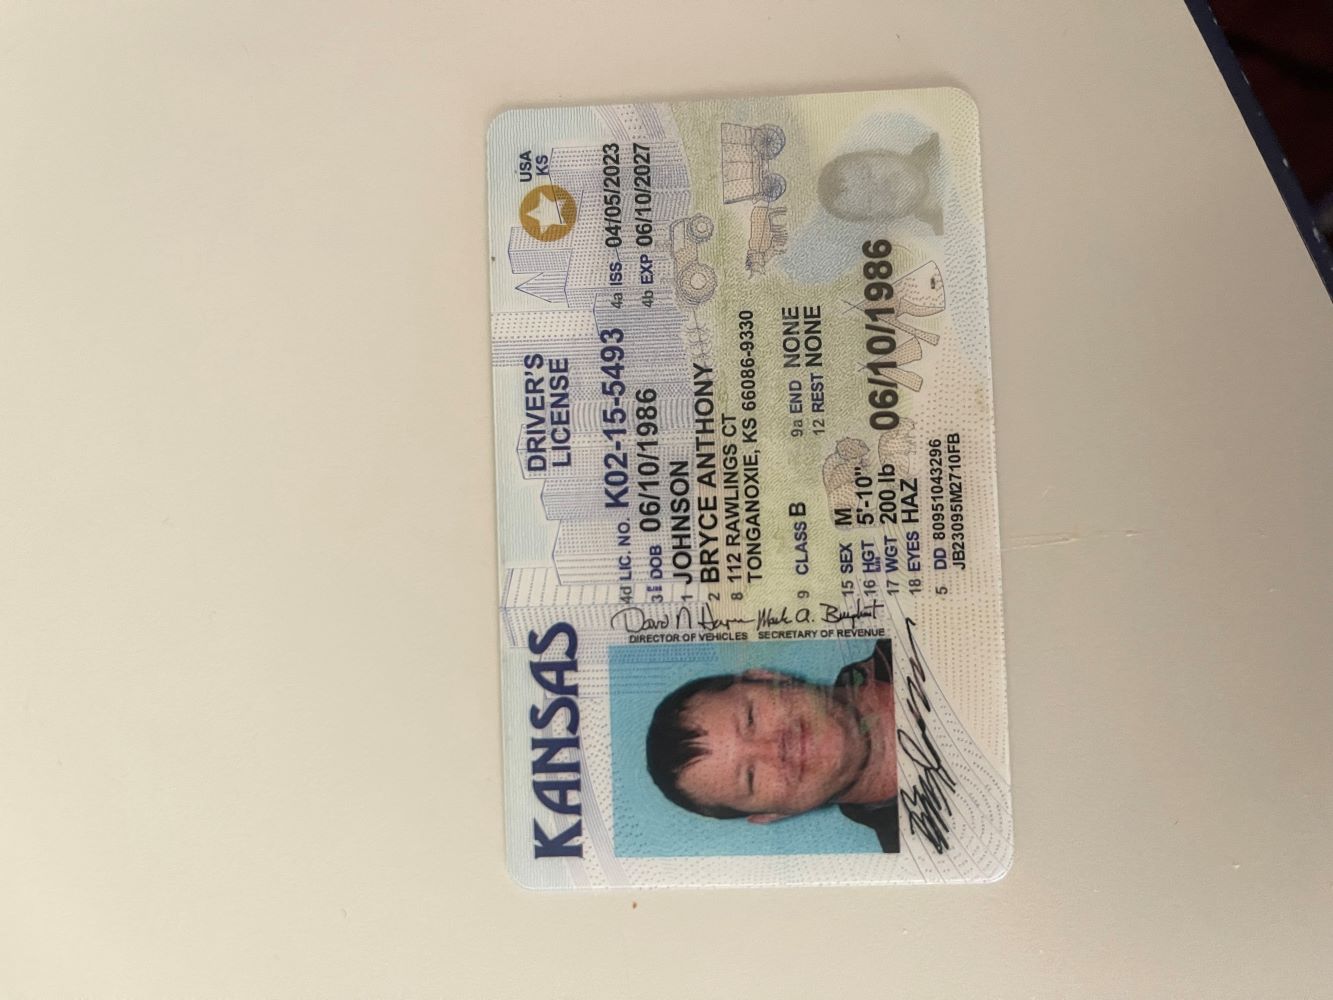 KANSAS
DRIVER'S
LICENSE
USA
KS
4d LIC. NO. K02-15-5493
4a ISS 04/05/2023
3 DOB 06/10/1986
4b EXP 06/10/2027
1 JOHNSON
2 BRYCE ANTHONY
8 112 RAWLINGS CT
TONGANOXIE, KS 66086-9330
9 CLASS B
9a END NONE
12 REST NONE
15 SEX M
16 HGT 5'-10"
17 WGT 200 lb
18 EYES HAZ
06/10/1986
5 DD 80951043296
JB23095M2710FB
DIRECTOR OF VEHICLES SECRETARY OF REVENUE